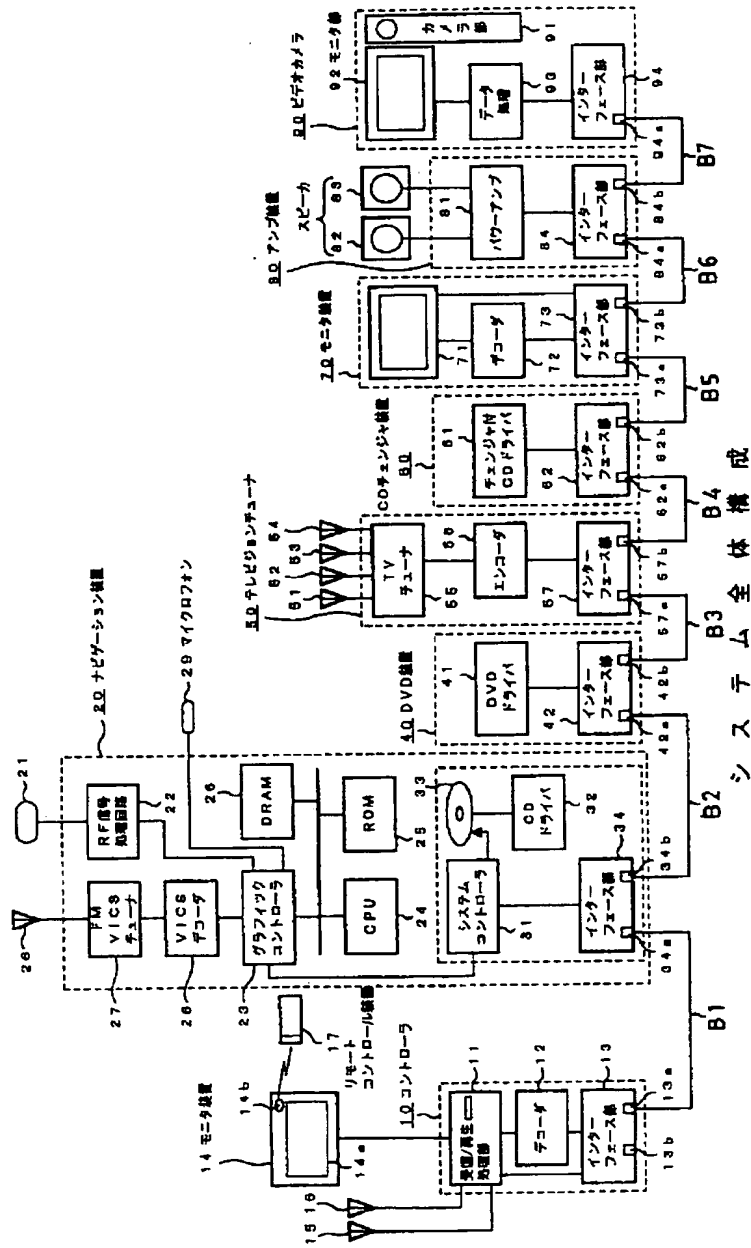 14 モニタ装置
14b
14a
17
リモート
コントロール装置
15
16
10 コントローラ
受信/再生
処理部
11
デコーダ
12
インター
フェース部
13
13b
13a
B1
20 ナビゲーション装置
21
29 マイクロフォン
RF信号
処理回路
22
FM
VICS
チューナ
27
VICS
デコーダ
グラフィック
コントローラ
23
DRAM
26
ROM
25
CPU
24
システム
コントローラ
31
33
CD
ドライバ
32
インター
フェース部
34
34a
34b
B2
40 DVD装置
DVD
ドライバ
41
インター
フェース部
42
42a
42b
B3
50 テレビジョンチューナ
51
52
53
54
TV
チューナ
55
エンコーダ
56
インター
フェース部
57
57a
57b
B4
CDチェンジャ装置
60
チェンジャ付
CDドライバ
61
インター
フェース部
62
62a
62b
B5
70 モニタ装置
71
デコーダ
72
インター
フェース部
73
73a
73b
B6
80 アンプ装置
スピーカ
82
83
パワーアンプ
81
インター
フェース部
84
84a
84b
B7
90 ビデオカメラ
92 モニタ部
カメラ部
91
データ
処理
93
インター
フェース部
94
94a
システム全体構成